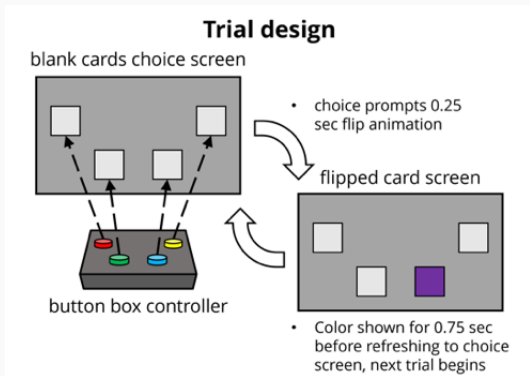 Trial design
blank cards choice screen
• choice prompts 0.25
sec flip animation
flipped card screen
button box controller
• Color shown for 0.75 sec
before refreshing to choice
screen, next trial begins